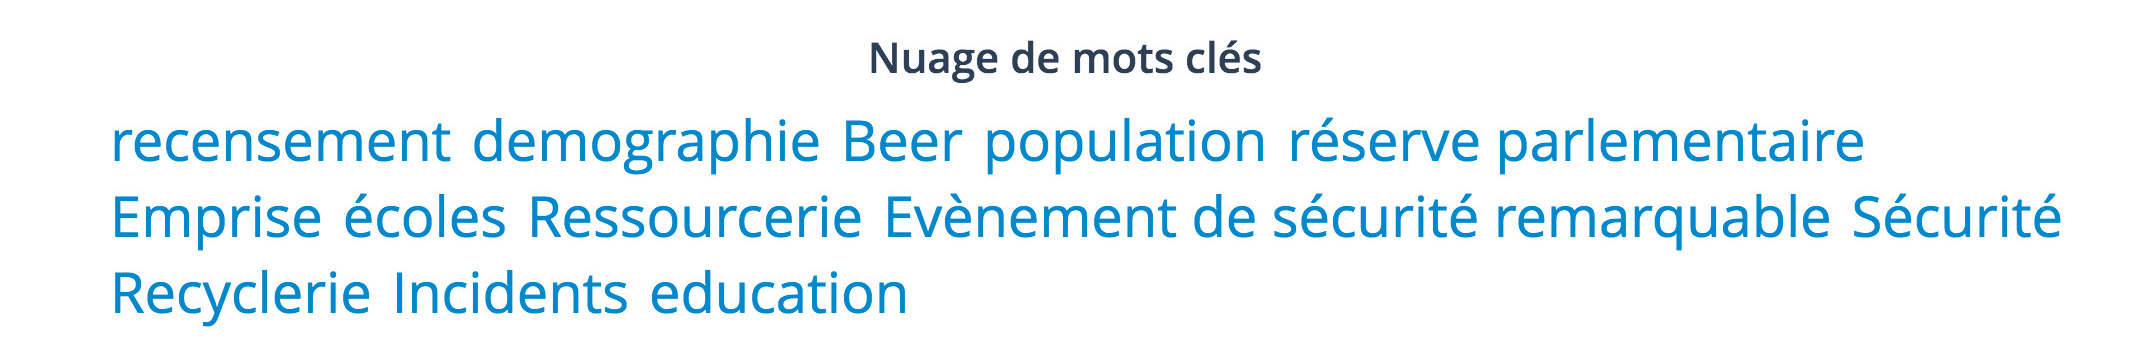 Nuage de mots clés
recensement demographie Beer population réserve parlementaire
Emprise écoles Ressourcerie Evènement de sécurité remarquable Sécurité
Recyclerie Incidents education